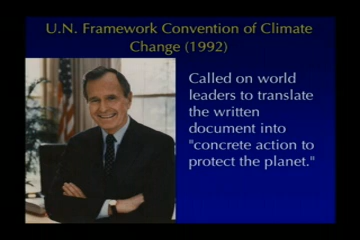 U.N. Framework Convention of Climate
Change (1992)
Called on world
leaders to translate
the written
document into
"concrete action to
protect the planet."